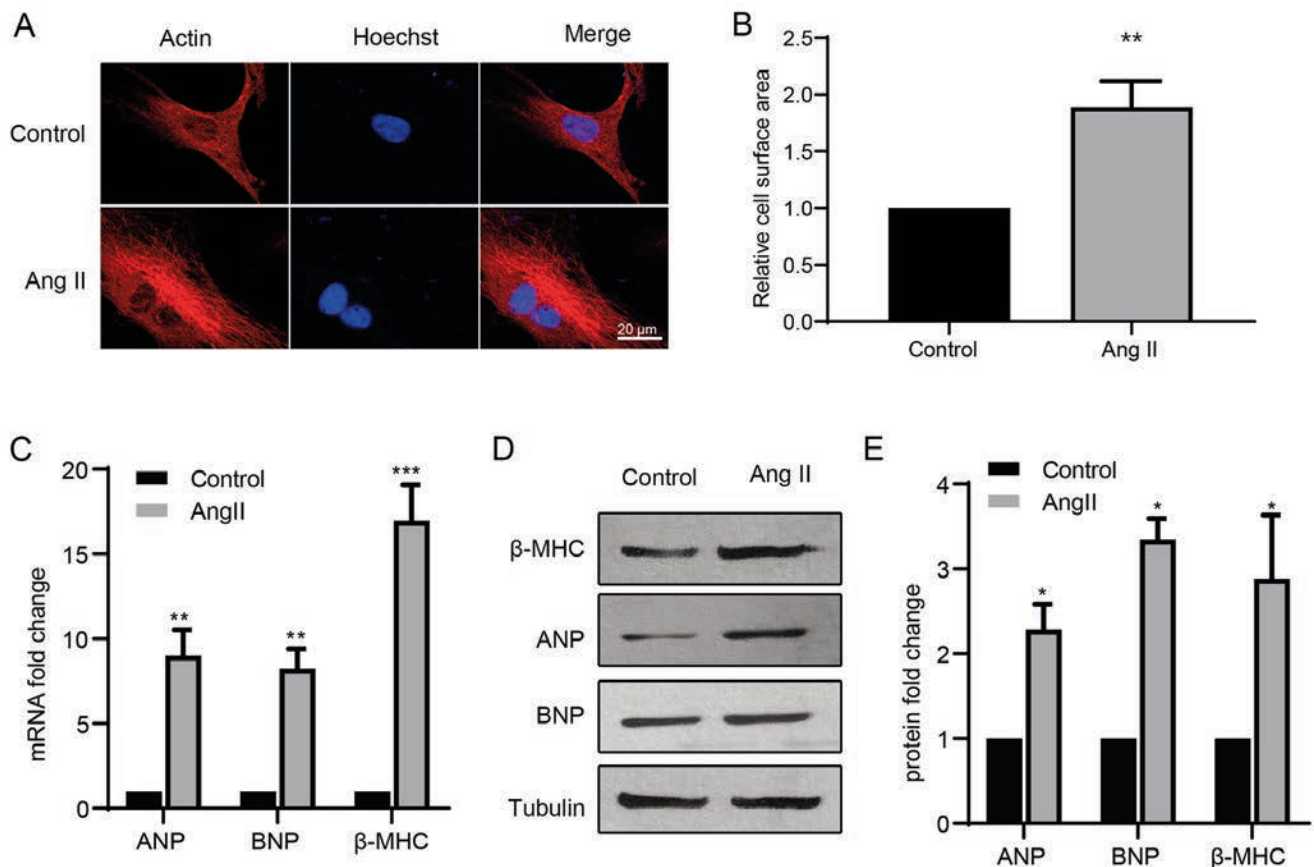 A
Actin Hoechst Merge
Control
Ang II
20 µm
B
Relative cell surface area
2.5
2.0
1.5
1.0
0.5
0.0
**
Control Ang II
C
mRNA fold change
20
15
10
5
0
Control
AngII
**
**
***
ANP BNP β-MHC
D
Control Ang II
β-MHC
ANP
BNP
Tubulin
E
protein fold change
4
3
2
1
0
Control
AngII
*
*
*
ANP BNP β-MHC